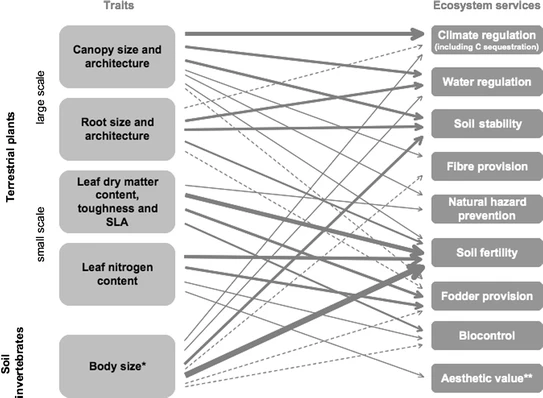 Traits
Ecosystem services
Terrestrial plants
large scale
small scale
Soil
invertebrates
Canopy size and
architecture
Root size and
architecture
Leaf dry matter
content,
toughness and
SLA
Leaf nitrogen
content
Body size*
Climate regulation
(including C sequestration)
Water regulation
Soil stability
Fibre provision
Natural hazard
prevention
Soil fertility
Fodder provision
Biocontrol
Aesthetic value**